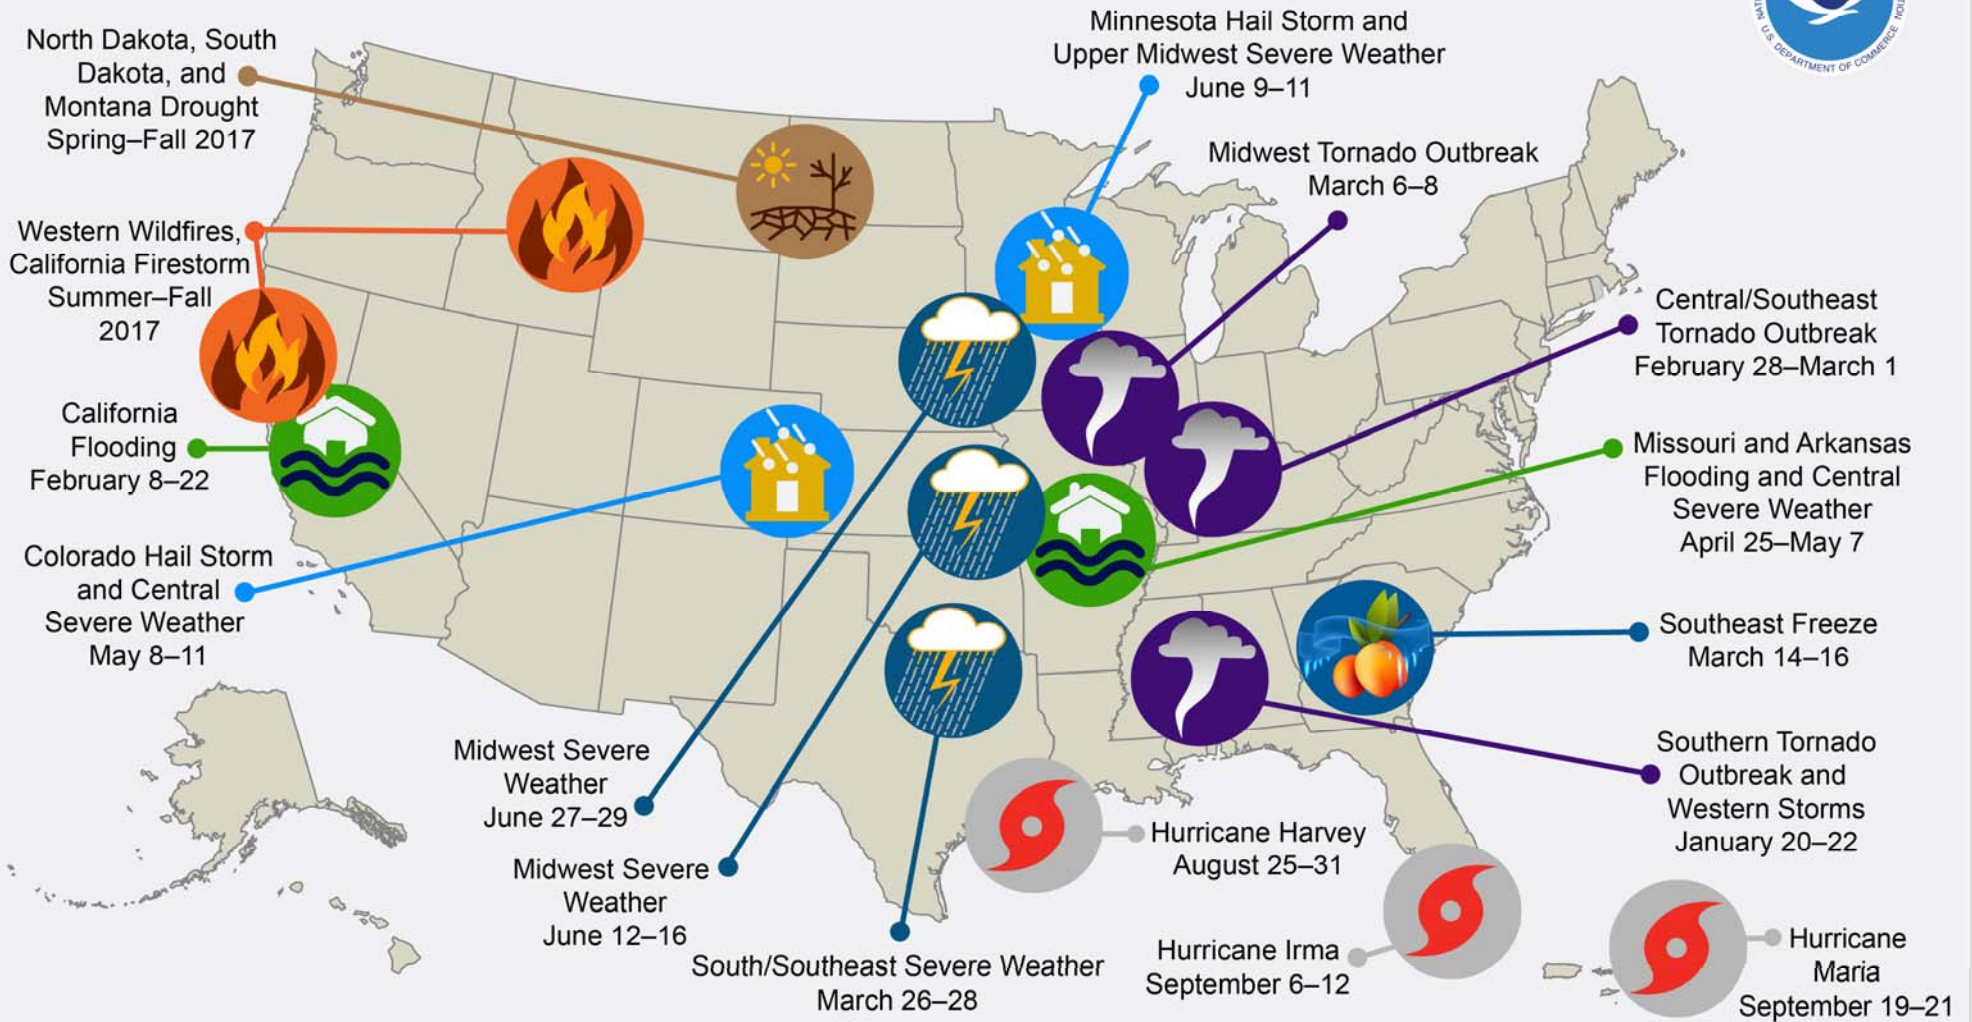 North Dakota, South
Dakota, and
Montana Drought
Spring–Fall 2017
Western Wildfires,
California Firestorm
Summer–Fall
2017
California
Flooding
February 8–22
Colorado Hail Storm
and Central
Severe Weather
May 8–11
Minnesota Hail Storm and
Upper Midwest Severe Weather
June 9–11
Midwest Tornado Outbreak
March 6–8
Central/Southeast
Tornado Outbreak
February 28–March 1
Missouri and Arkansas
Flooding and Central
Severe Weather
April 25–May 7
Southeast Freeze
March 14–16
Southern Tornado
Outbreak and
Western Storms
January 20–22
Midwest Severe
Weather
June 27–29
Midwest Severe
Weather
June 12–16
South/Southeast Severe Weather
March 26–28
Hurricane Harvey
August 25–31
Hurricane Irma
September 6–12
Hurricane
Maria
September 19–21
U.S. DEPARTMENT OF COMMERCE